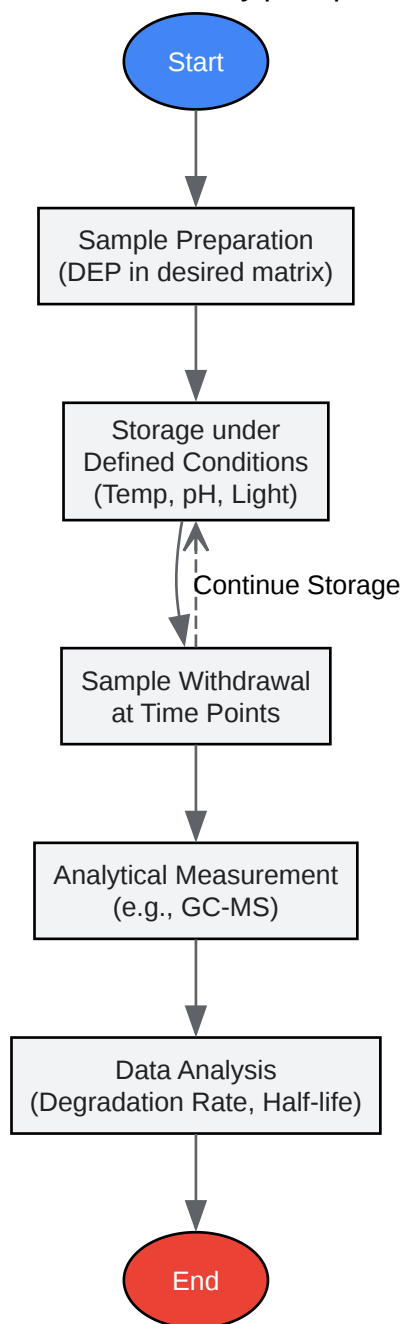 Start
Sample Preparation
(DEP in desired matrix)
Storage under
Defined Conditions
(Temp, pH, Light)
Continue Storage
Sample Withdrawal
at Time Points
Analytical Measurement
(e.g., GC-MS)
Data Analysis
(Degradation Rate, Half-life)
End